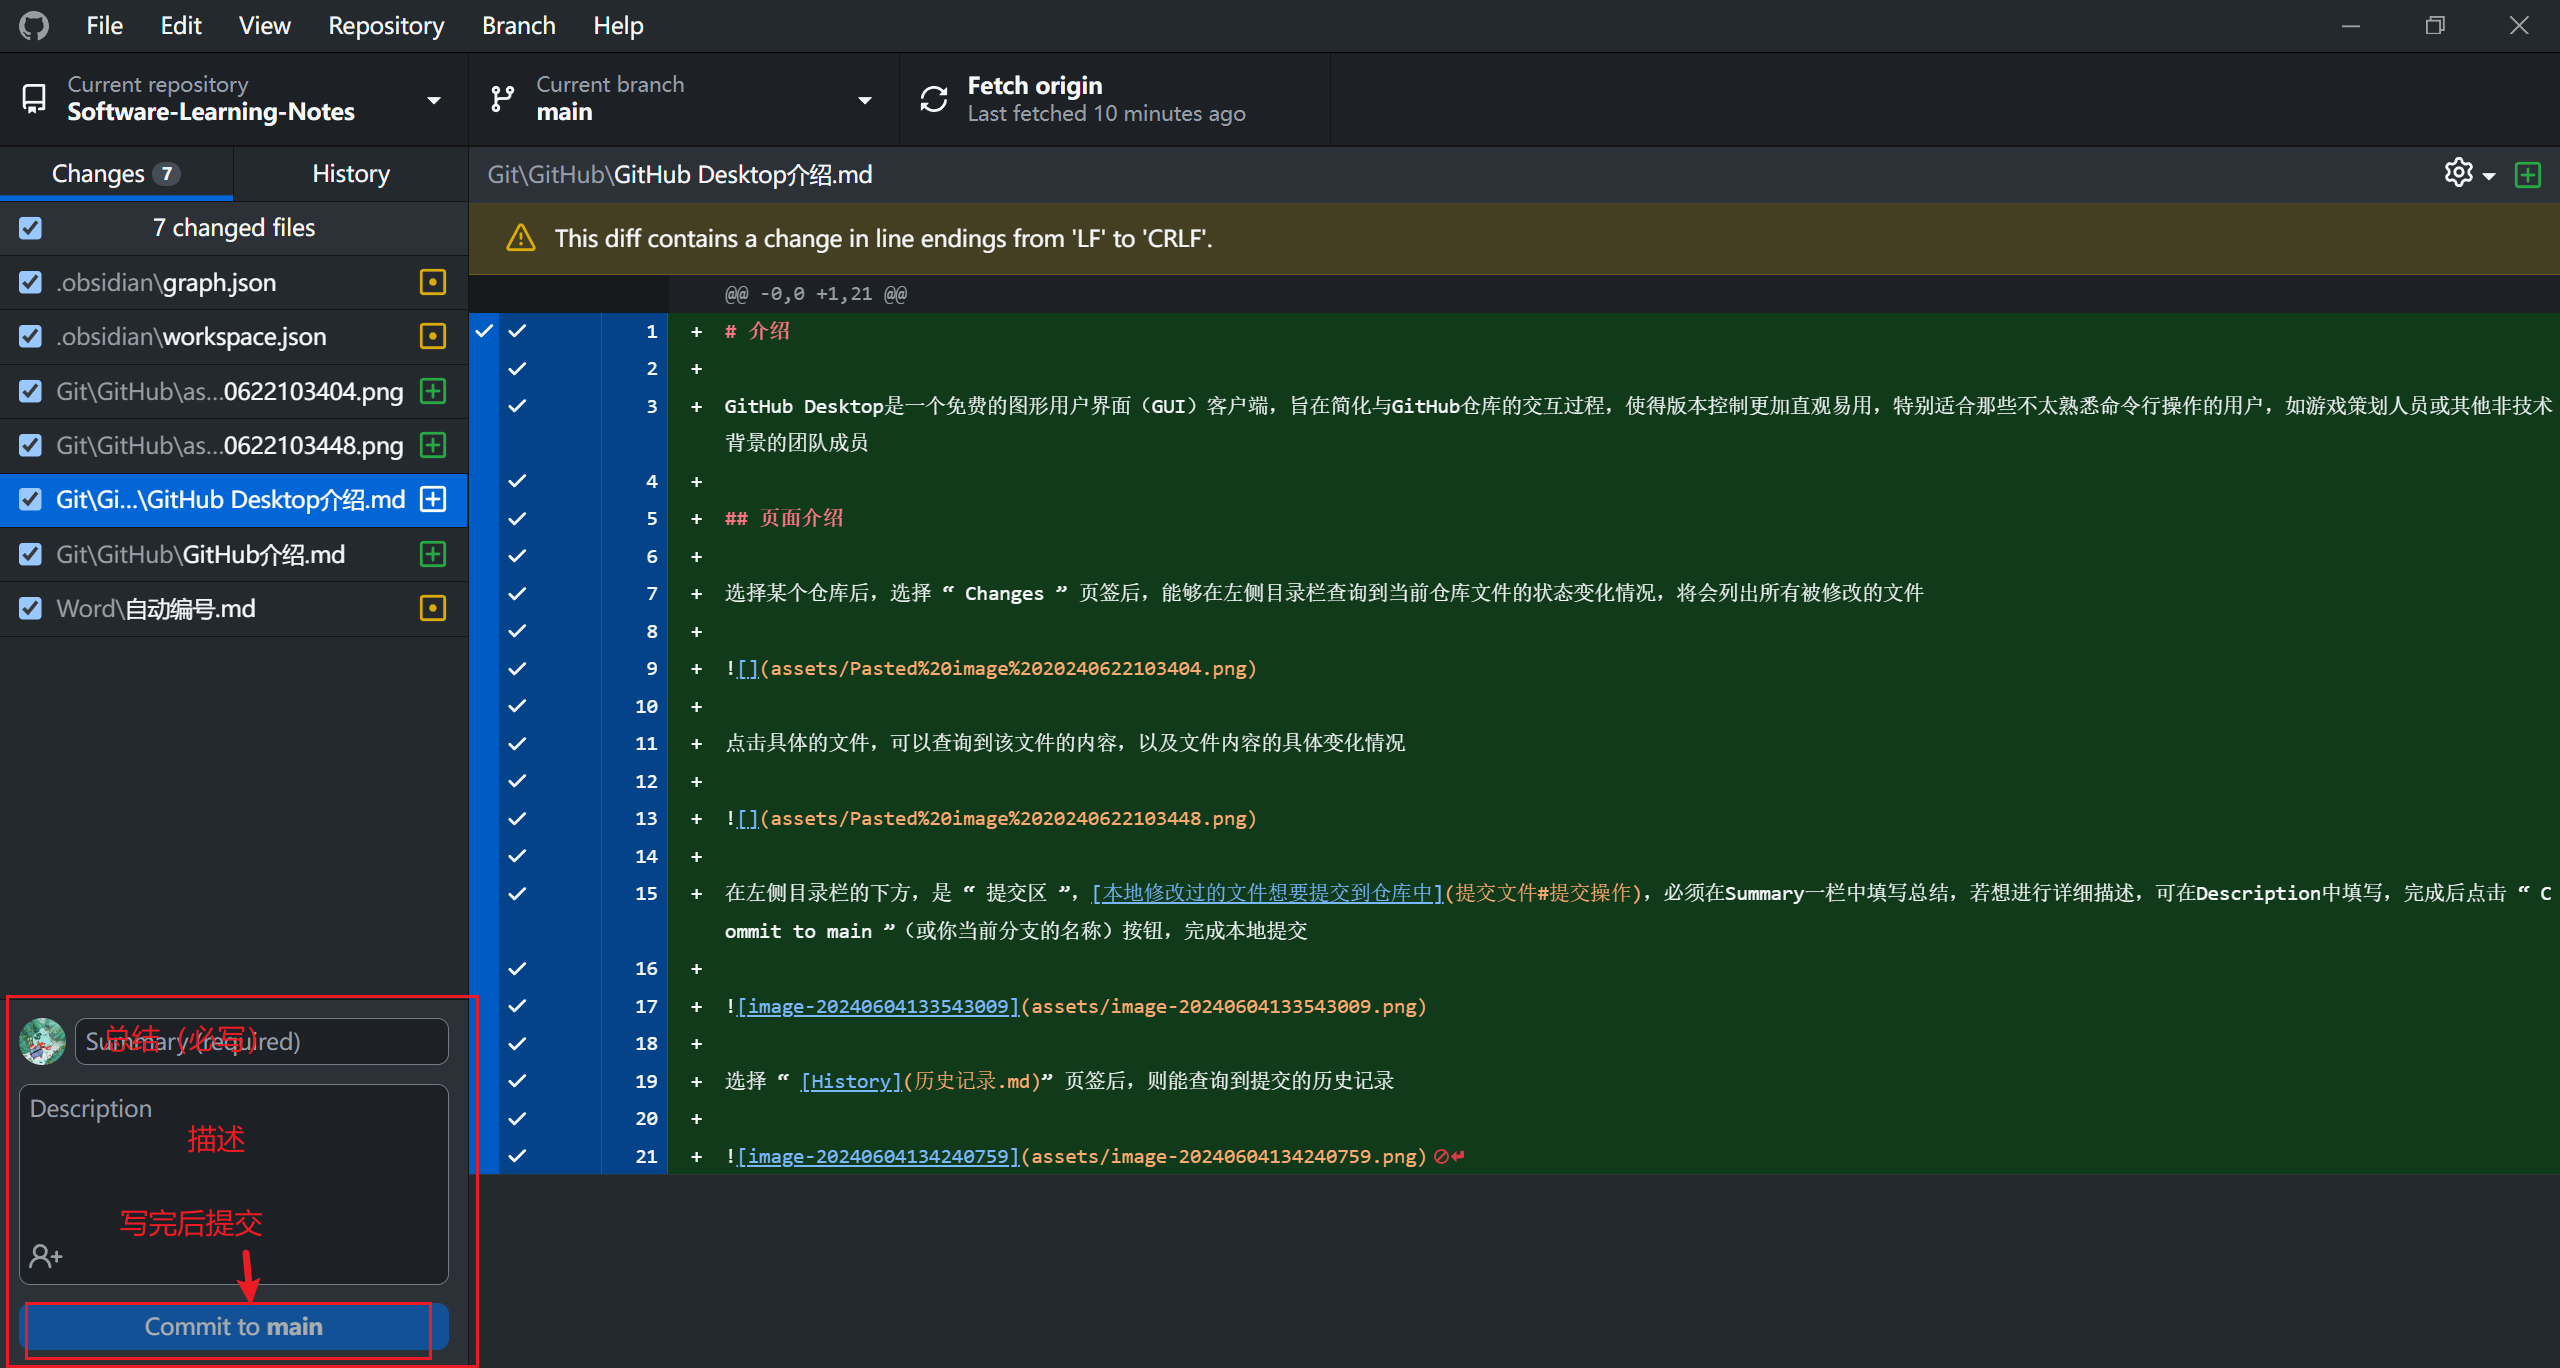 File Edit View Repository Branch Help
Current repository
Software-Learning-Notes
Current branch
main
Fetch origin
Last fetched 10 minutes ago
Changes 7
History
Git\GitHub\GitHub Desktop介绍.md
7 changed files
This diff contains a change in line endings from 'LF' to 'CRLF'.
.obsidian\graph.json
.obsidian\workspace.json
Git\GitHub\as...0622103404.png
Git\GitHub\as...0622103448.png
Git\Gi...\GitHub Desktop介绍.md
Git\GitHub\GitHub介绍.md
Word\自动编号.md
@@ -0,0 +1,21 @@
1 + # 介绍
2 +
3 + GitHub Desktop是一个免费的图形用户界面（GUI）客户端，旨在简化与GitHub仓库的交互过程，使得版本控制更加直观易用，特别适合那些不太熟悉命令行操作的用户，如游戏策划人员或其他非技术
背景的团队成员
4 +
5 + ## 页面介绍
6 +
7 + 选择某个仓库后，选择 “ Changes ” 页签后，能够在左侧目录栏查询到当前仓库文件的状态变化情况，将会列出所有被修改的文件
8 +
9 + ![](assets/Pasted%20image%2020240622103404.png)
10 +
11 + 点击具体的文件，可以查询到该文件的内容，以及文件内容的具体变化情况
12 +
13 + ![](assets/Pasted%20image%2020240622103448.png)
14 +
15 + 在左侧目录栏的下方，是 “ 提交区 ”，[本地修改过的文件想要提交到仓库中](提交文件#提交操作)，必须在Summary一栏中填写总结，若想进行详细描述，可在Description中填写，完成后点击 “ C
ommit to main ”（或你当前分支的名称）按钮，完成本地提交
16 +
17 + ![image-20240604133543009](assets/image-20240604133543009.png)
18 +
19 + 选择 “ [History](历史记录.md)” 页签后，则能查询到提交的历史记录
20 +
21 + ![image-20240604134240759](assets/image-20240604134240759.png)
Summary (required)
总结（必写）
Description
描述
写完后提交
Commit to main